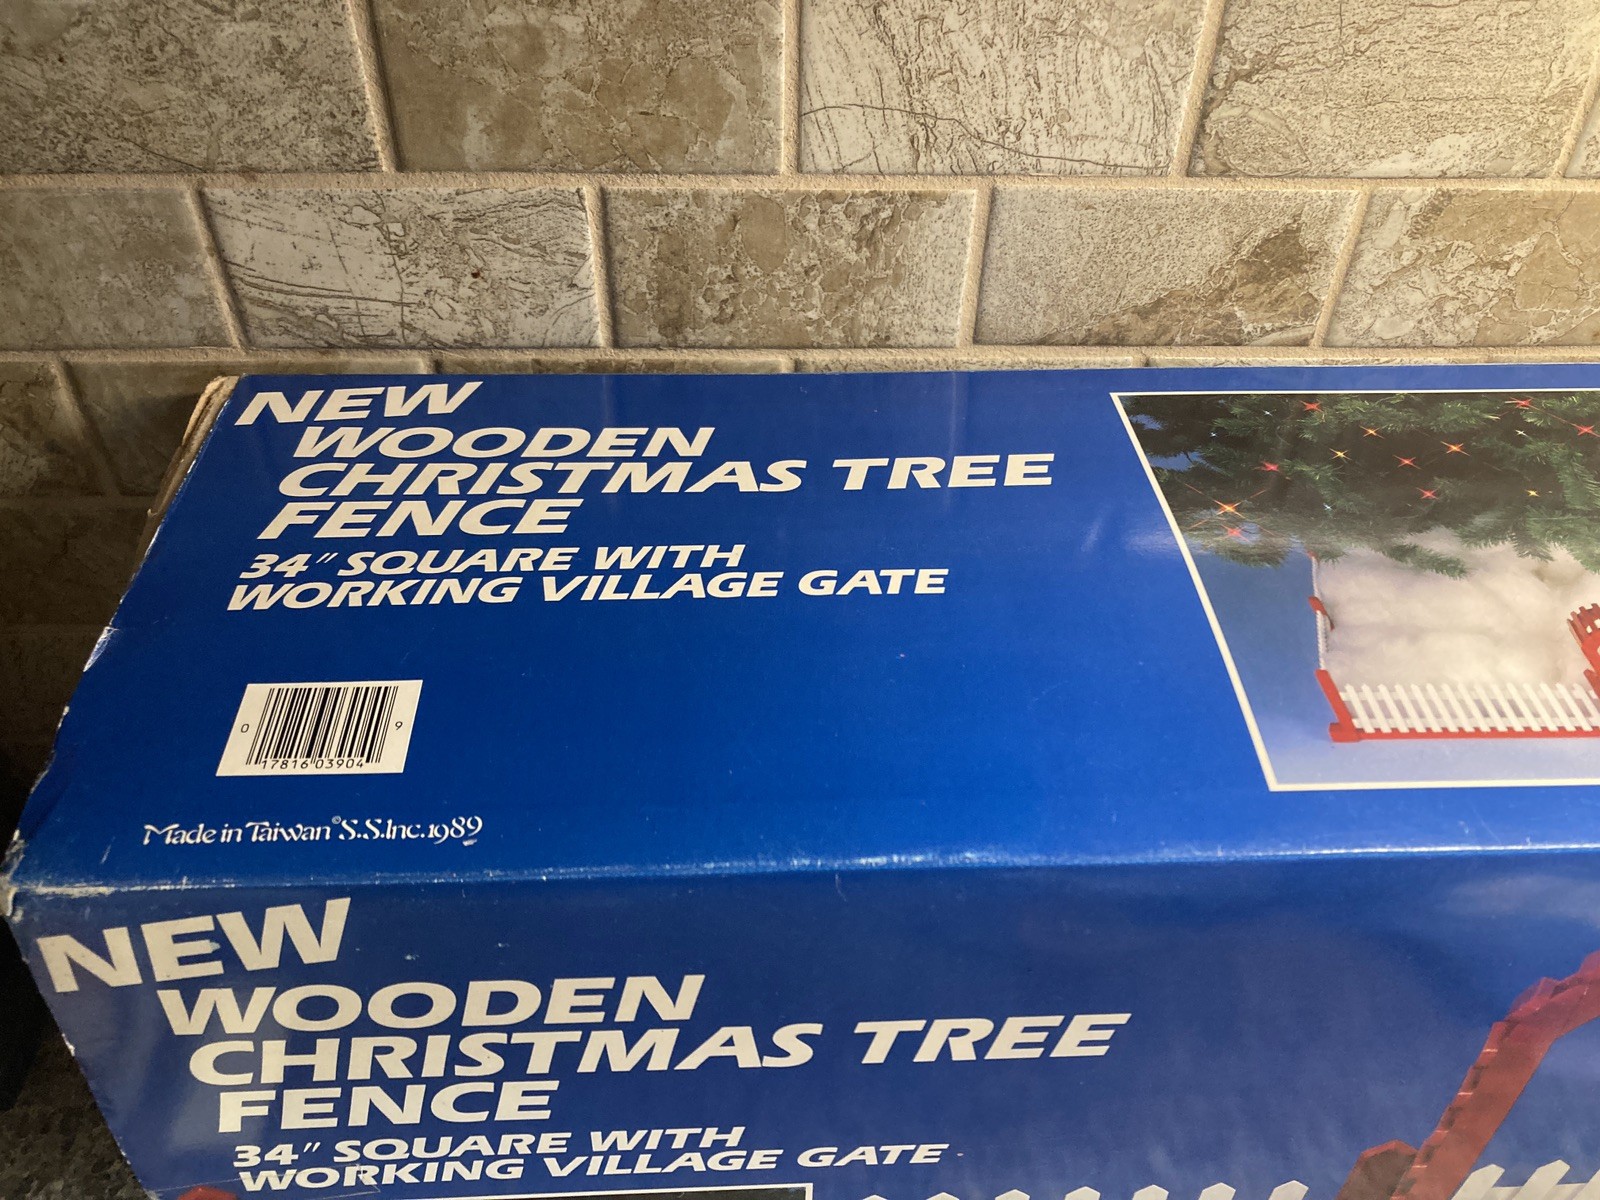 NEW
WOODEN
CHRISTMAS TREE
FENCE
34" SQUARE WITH
WORKING VILLAGE GATE
0 17816 03904 9
Made in Taiwan © S.S.Inc.1989
NEW
WOODEN
CHRISTMAS TREE
FENCE
34" SQUARE WITH
WORKING VILLAGE GATE